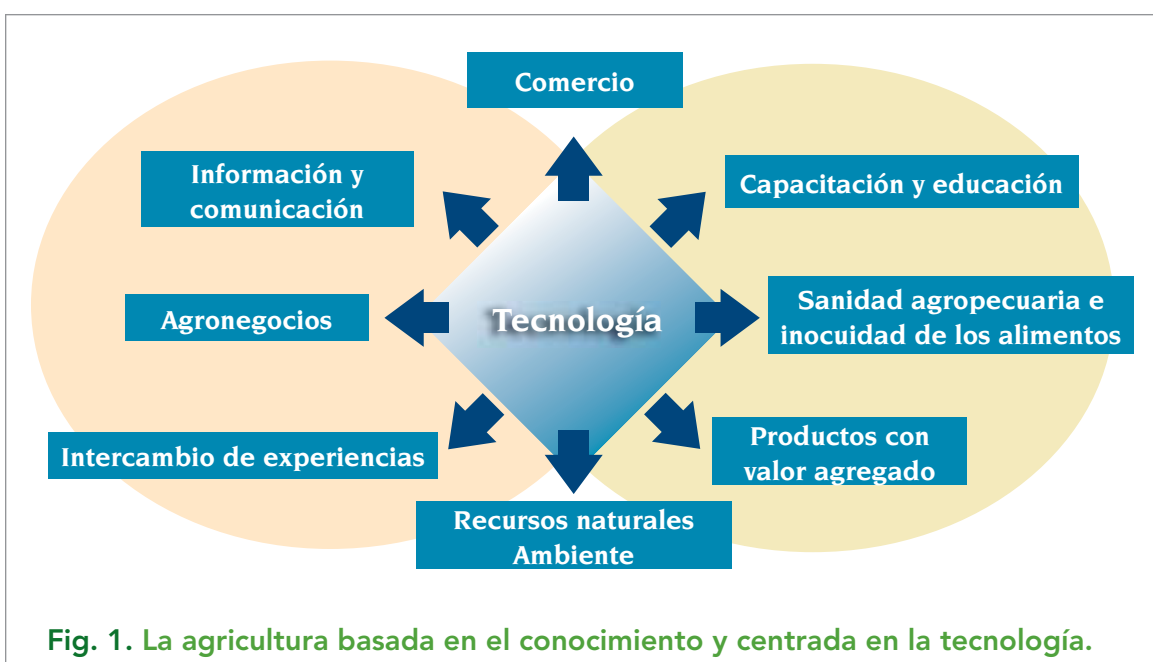 Comercio
Información y
comunicación
Capacitación y educación
Agronegocios
Tecnología
Sanidad agropecuaria e
inocuidad de los alimentos
Intercambio de experiencias
Productos con
valor agregado
Recursos naturales
Ambiente
Fig. 1. La agricultura basada en el conocimiento y centrada en la tecnología.